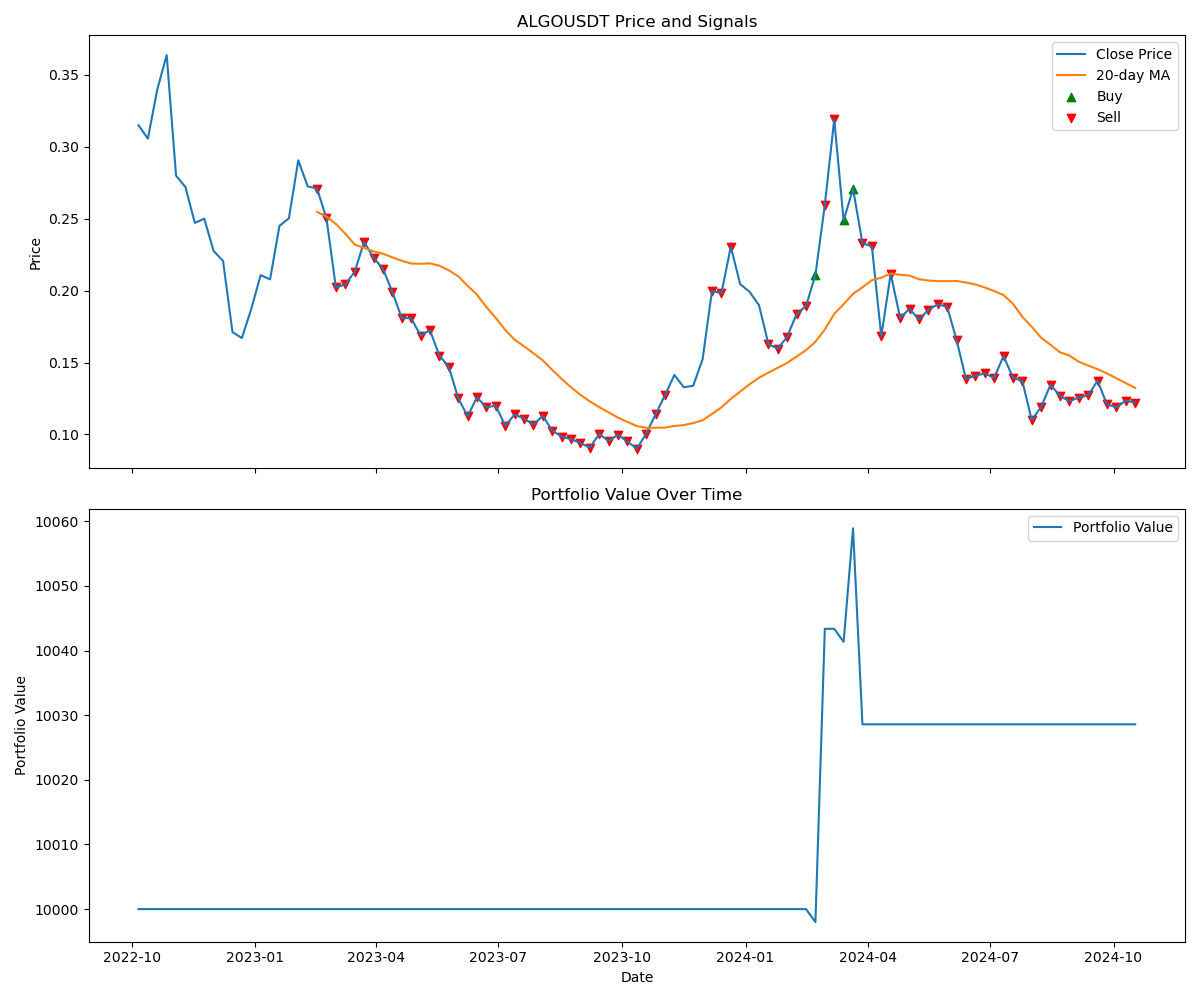 ALGOUSDT Price and Signals
Price
0.35
0.30
0.25
0.20
0.15
0.10
Close Price
20-day MA
Buy
Sell
Portfolio Value Over Time
Portfolio Value
10060
10050
10040
10030
10020
10010
10000
Portfolio Value
2022-10
2023-01
2023-04
2023-07
2023-10
2024-01
2024-04
2024-07
2024-10
Date